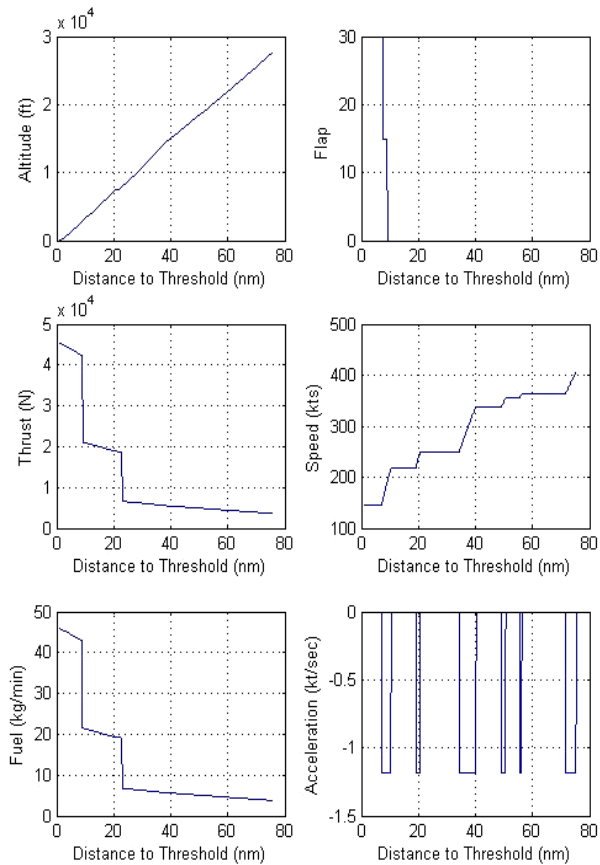 x 10^4
3
2
1
0
0 20 40 60 80
Altitude (ft)
Distance to Threshold (nm)
30
20
10
0
0 20 40 60 80
Flap
Distance to Threshold (nm)
x 10^4
5
4
3
2
1
0
0 20 40 60 80
Thrust (N)
Distance to Threshold (nm)
500
400
300
200
100
0 20 40 60 80
Speed (kts)
Distance to Threshold (nm)
50
40
30
20
10
0
0 20 40 60 80
Fuel (kg/min)
Distance to Threshold (nm)
0
-0.5
-1
-1.5
0 20 40 60 80
Acceleration (kt/sec)
Distance to Threshold (nm)